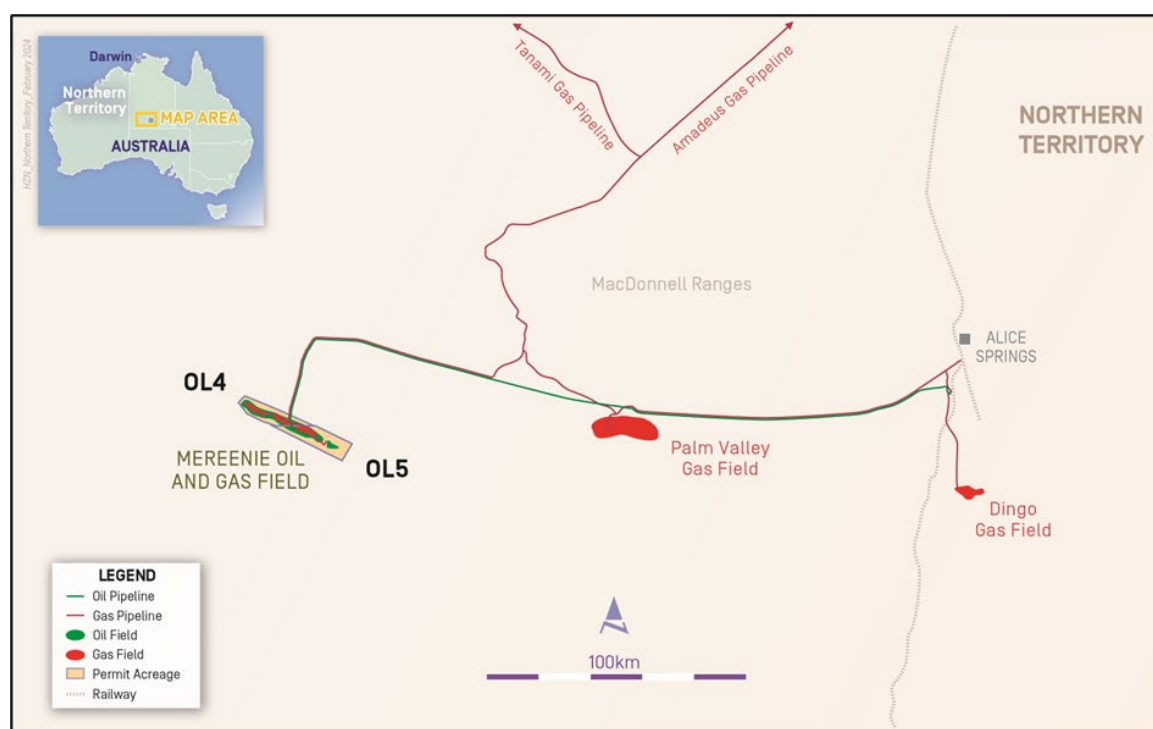 HZN_Northern Territory_February 2024
Darwin
Northern
Territory
MAP AREA
AUSTRALIA
Tanami Gas Pipeline
Amadeus Gas Pipeline
NORTHERN
TERRITORY
MacDonnell Ranges
ALICE
SPRINGS
OL4
MEREENIE OIL
AND GAS FIELD
OL5
Palm Valley
Gas Field
Dingo
Gas Field
LEGEND
Oil Pipeline
Gas Pipeline
Oil Field
Gas Field
Permit Acreage
Railway
N
100km